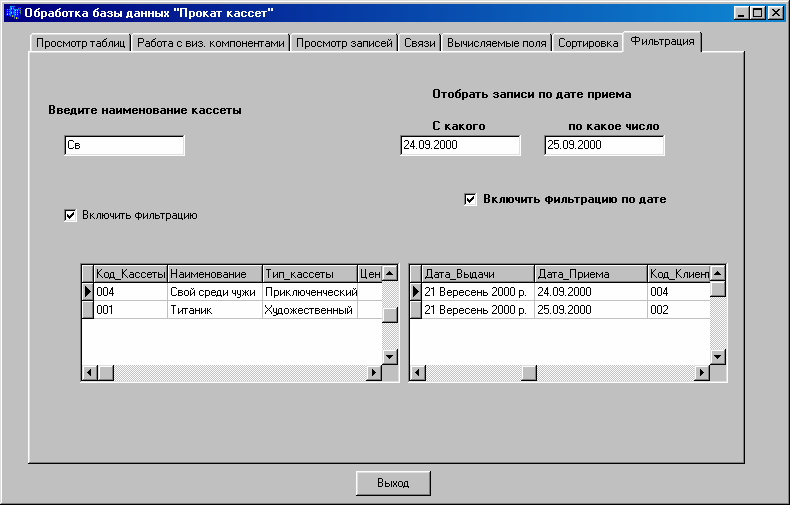 Обработка базы данных "Прокат кассет"
Просмотр таблиц Работа с виз. компонентами Просмотр записей Связи Вычисляемые поля Сортировка Фильтрация
Отобрать записи по дате приема
Введите наименование кассеты
С какого по какое число
Св 24.09.2000 25.09.2000
Включить фильтрацию по дате
Включить фильтрацию
Код_Кассеты Наименование Тип_кассеты Цен Дата_Выдачи Дата_Приема Код_Клиент
004 Свой среди чужи Приключенческий 21 Вересень 2000 р. 24.09.2000 004
001 Титаник Художественный 21 Вересень 2000 р. 25.09.2000 002
Выход